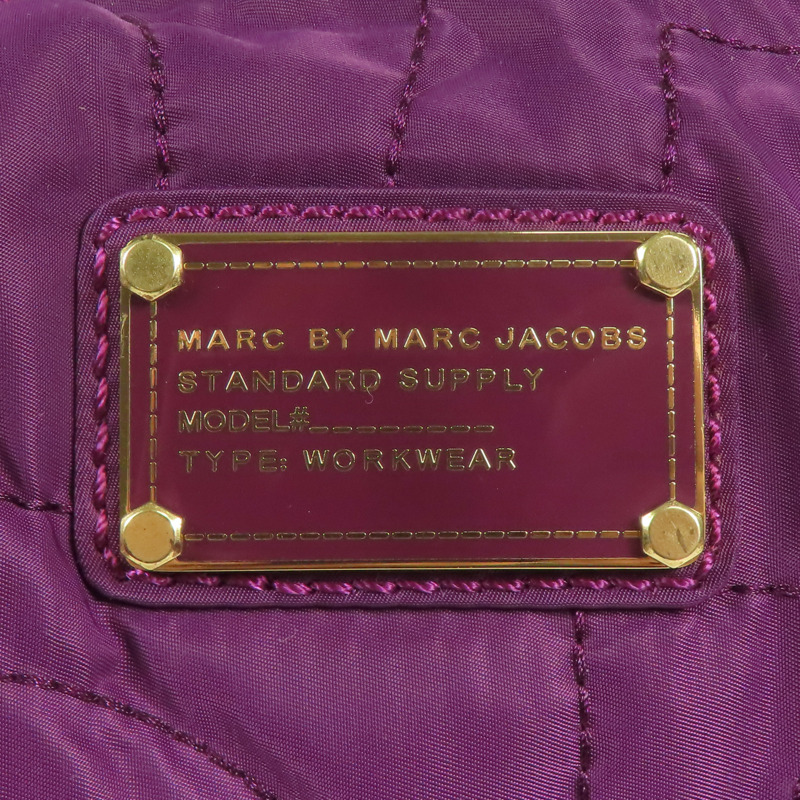 MARC BY MARC JACOBS
STANDARD SUPPLY
MODEL#_________
TYPE: WORKWEAR